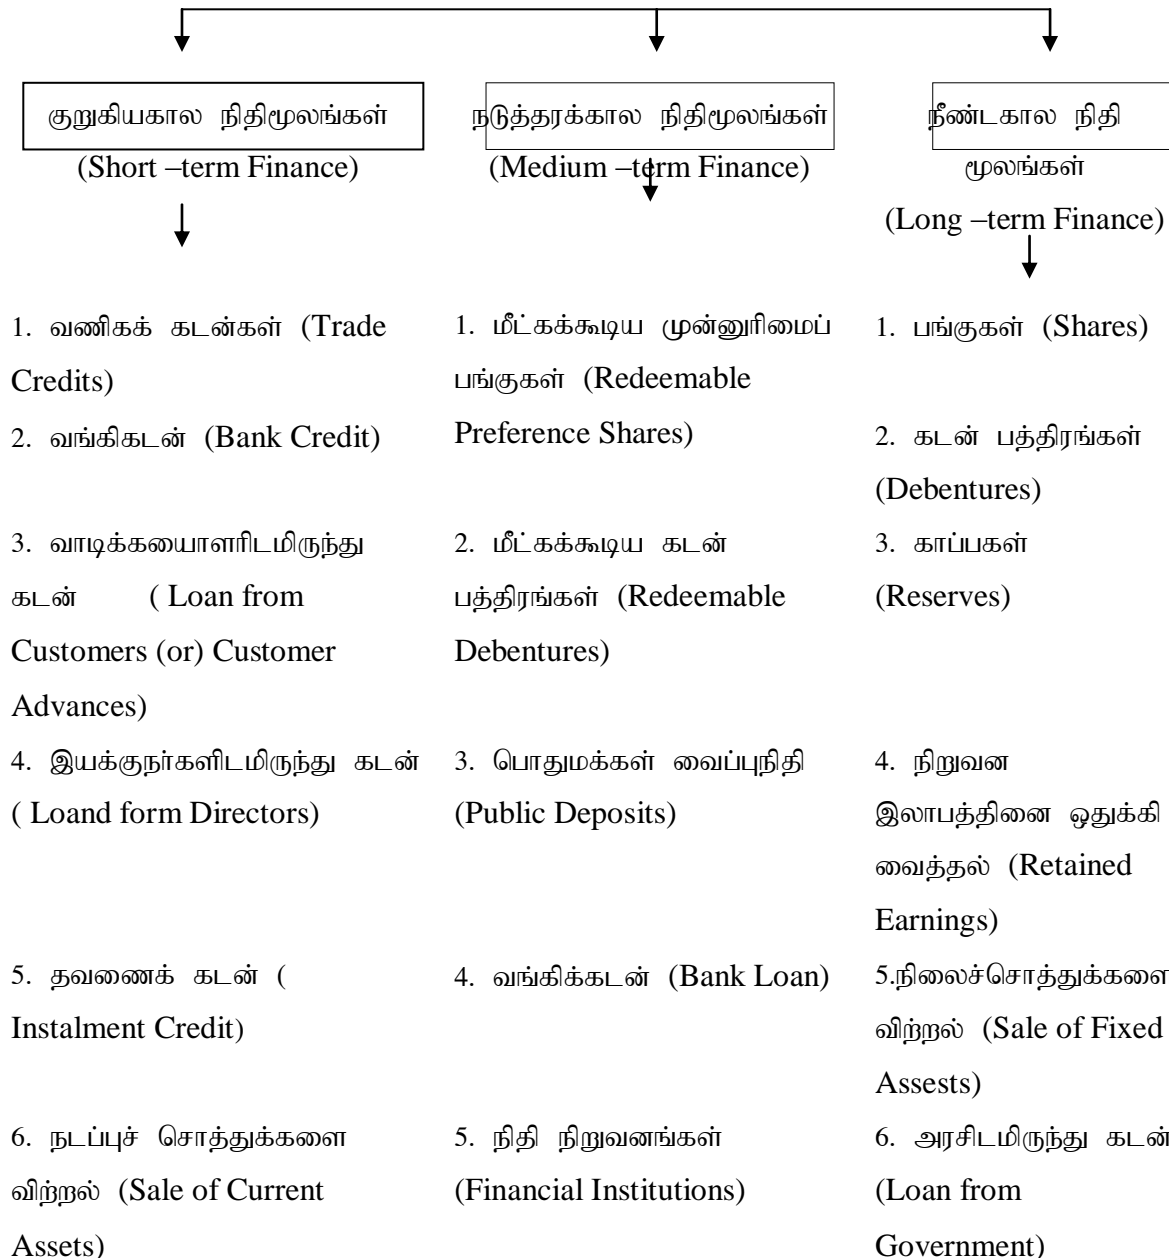 குறுகியகால நிதிமூலங்கள்
(Short –term Finance)
1. வணிகக் கடன்கள் (Trade
Credits)
2. வங்கிகடன் (Bank Credit)
3. வாடிக்கயைாளரிடமிருந்து
கடன் ( Loan from
Customers (or) Customer
Advances)
4. இயக்குநர்களிடமிருந்து கடன்
( Loand form Directors)
5. தவணைக் கடன் (
Instalment Credit)
6. நடப்புச் சொத்துக்களை
விற்றல் (Sale of Current
Assets)
நடுத்தரக்கால நிதிமூலங்கள்
(Medium –term Finance)
1. மீட்கக்கூடிய முன்னுரிமைப்
பங்குகள் (Redeemable
Preference Shares)
2. மீட்கக்கூடிய கடன்
பத்திரங்கள் (Redeemable
Debentures)
3. பொதுமக்கள் வைப்புநிதி
(Public Deposits)
4. வங்கிக்கடன் (Bank Loan)
5. நிதி நிறுவனங்கள்
(Financial Institutions)
நீண்டகால நிதி
மூலங்கள்
(Long –term Finance)
1. பங்குகள் (Shares)
2. கடன் பத்திரங்கள்
(Debentures)
3. காப்பகள்
(Reserves)
4. நிறுவன
இலாபத்தினை ஒதுக்கி
வைத்தல் (Retained
Earnings)
5.நிலைச்சொத்துக்களை
விற்றல் (Sale of Fixed
Assests)
6. அரசிடமிருந்து கடன்
(Loan from
Government)